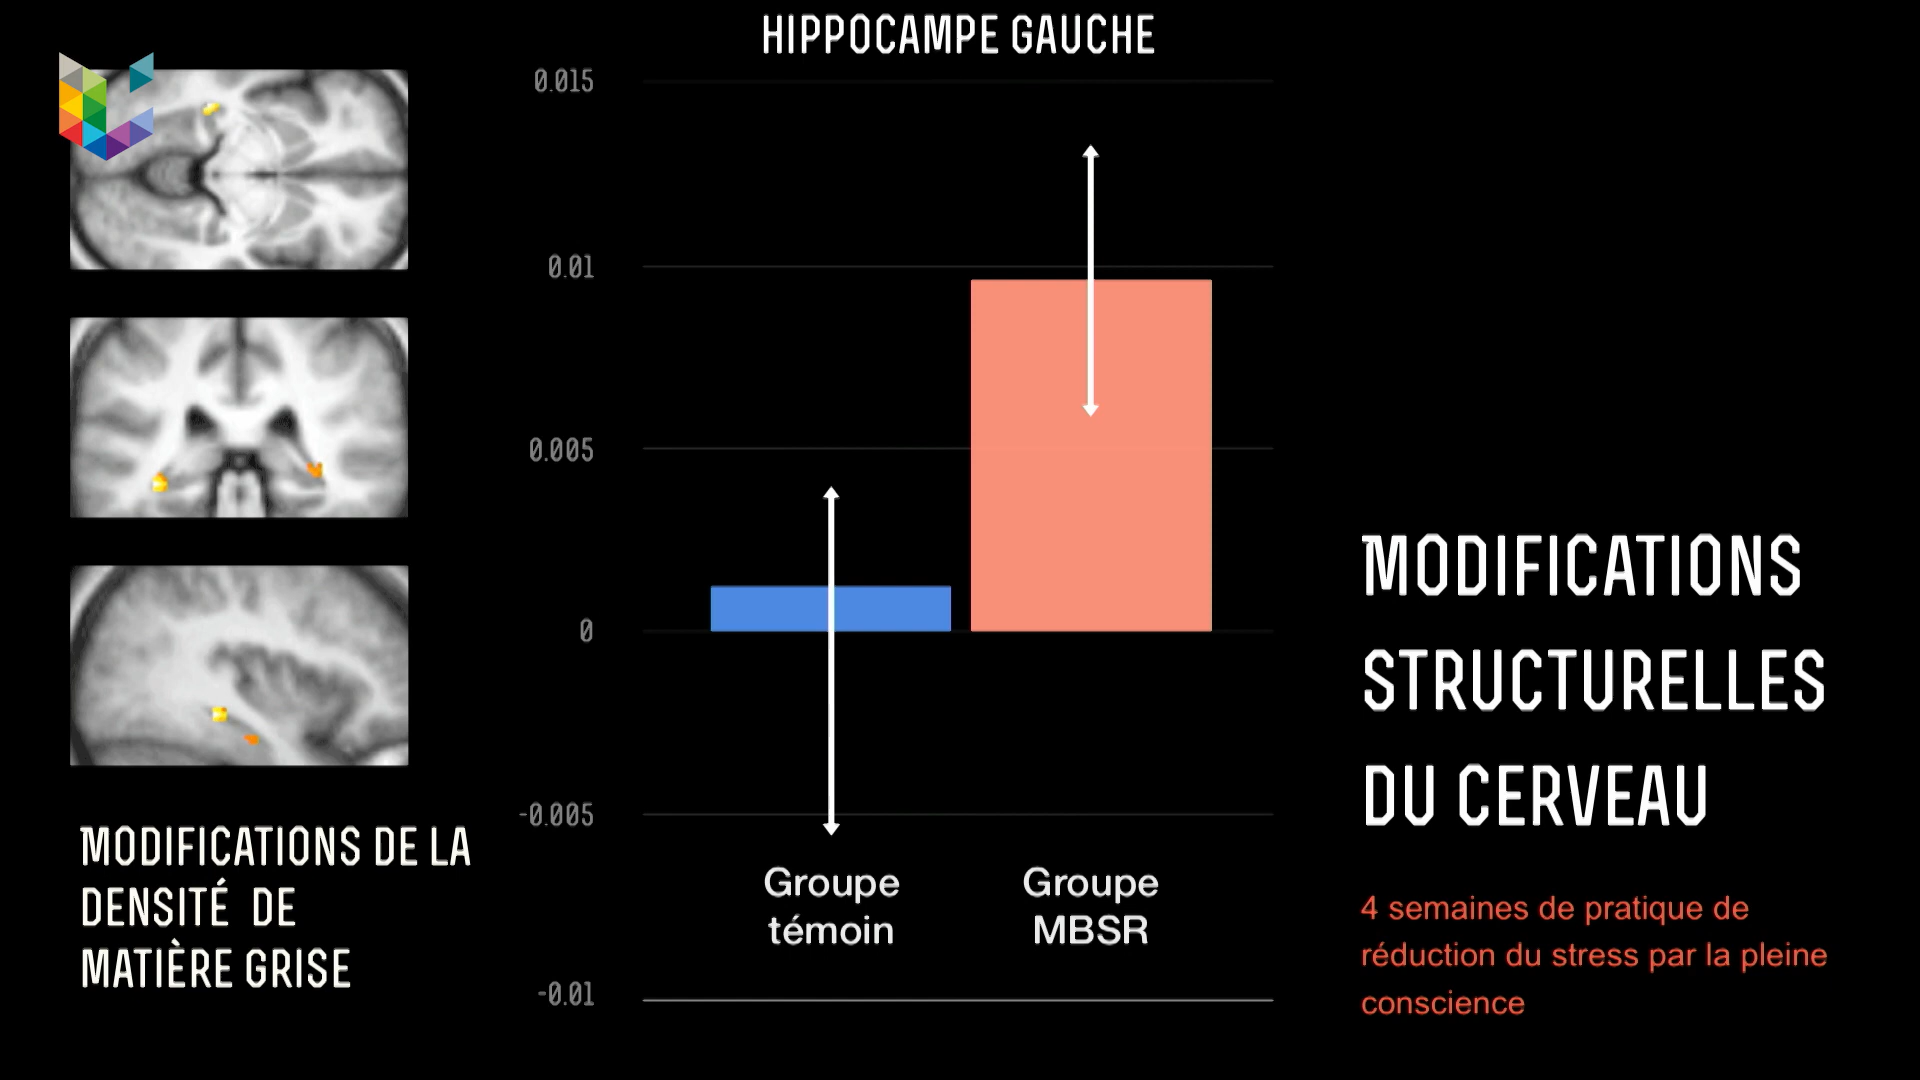 HIPPOCAMPE GAUCHE
0.015
0.01
0.005
0
-0.005
-0.01
Groupe
témoin
Groupe
MBSR
MODIFICATIONS DE LA
DENSITÉ DE
MATIÈRE GRISE
MODIFICATIONS
STRUCTURELLES
DU CERVEAU
4 semaines de pratique de
réduction du stress par la pleine
conscience